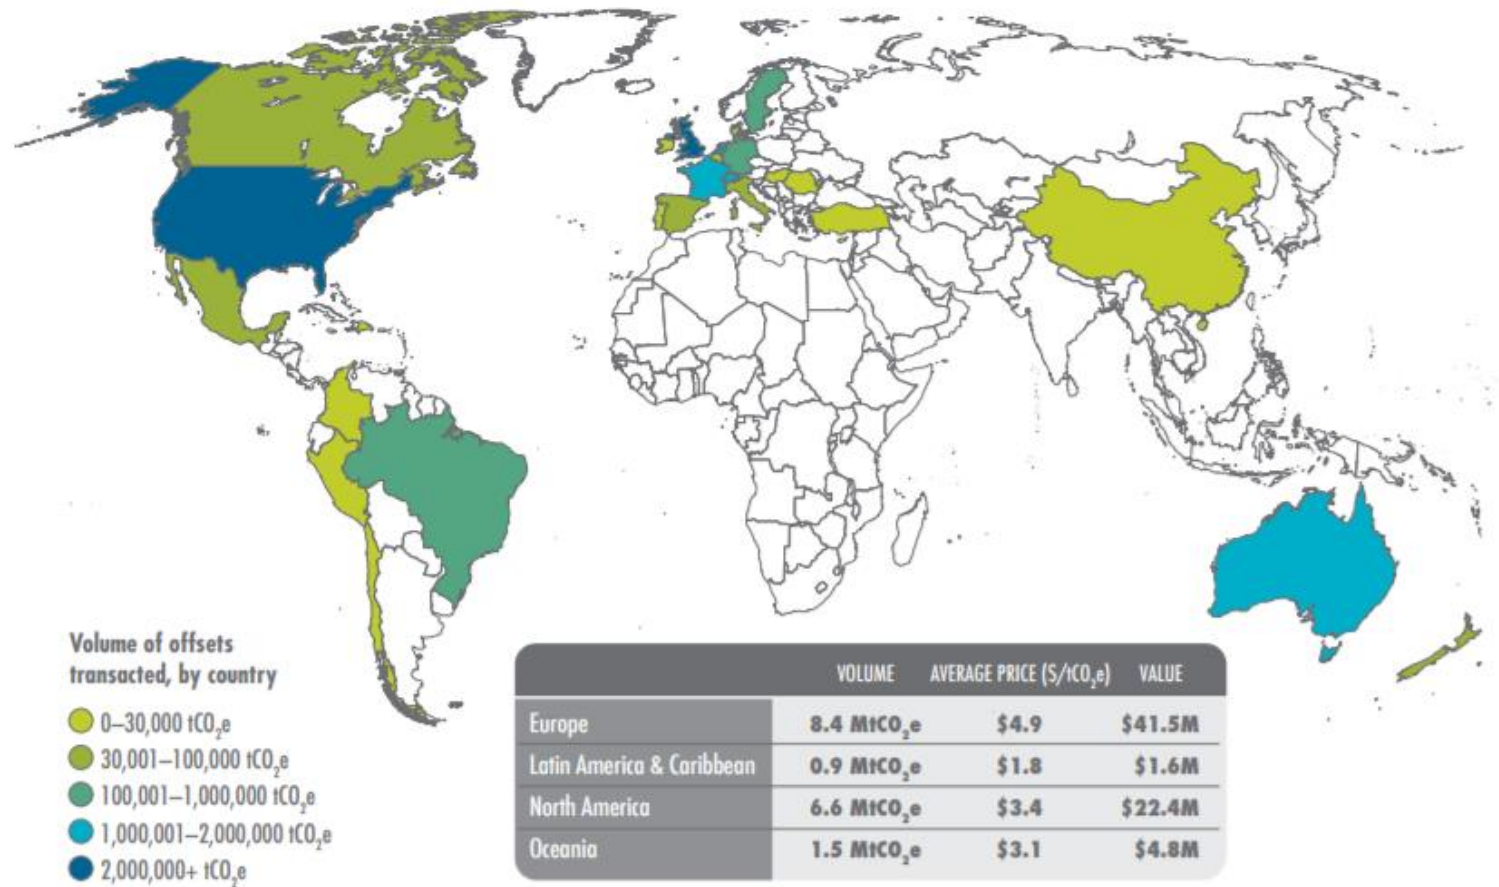 Volume of offsets
transacted, by country
0–30,000 tCO₂e
30,001–100,000 tCO₂e
100,001–1,000,000 tCO₂e
1,000,001–2,000,000 tCO₂e
2,000,000+ tCO₂e
VOLUME AVERAGE PRICE (S/tCO₂e) VALUE
Europe 8.4 MtCO₂e $4.9 $41.5M
Latin America & Caribbean 0.9 MtCO₂e $1.8 $1.6M
North America 6.6 MtCO₂e $3.4 $22.4M
Oceania 1.5 MtCO₂e $3.1 $4.8M